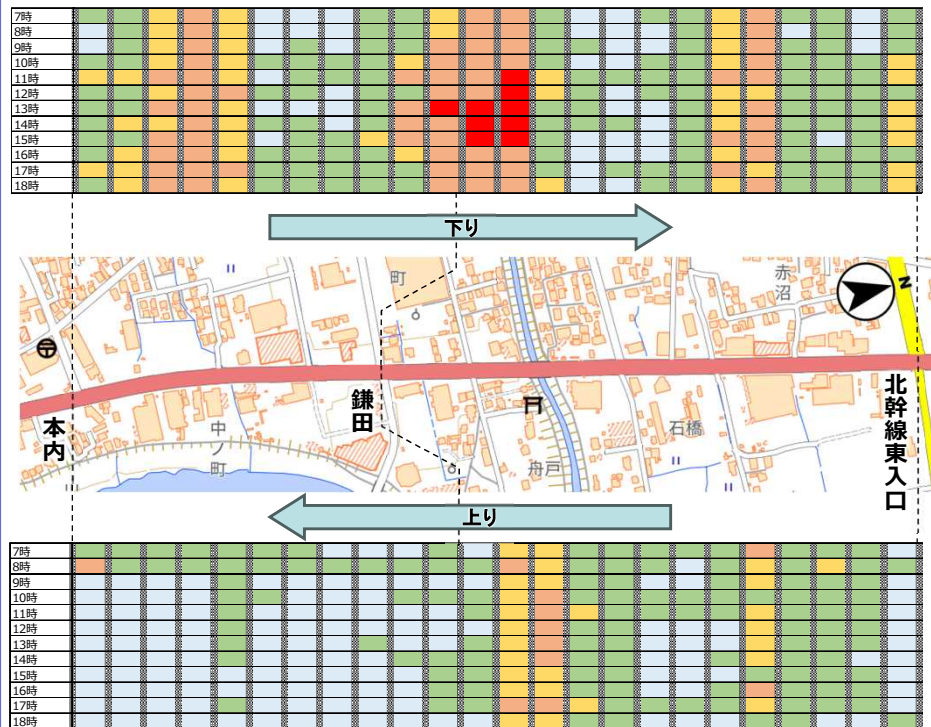 7時
8時
9時
10時
11時
12時
13時
14時
15時
16時
17時
18時
下り
町
赤沼
N
本内
中ノ町
鎌田
舟戸
石橋
北幹線東入口
上り
7時
8時
9時
10時
11時
12時
13時
14時
15時
16時
17時
18時